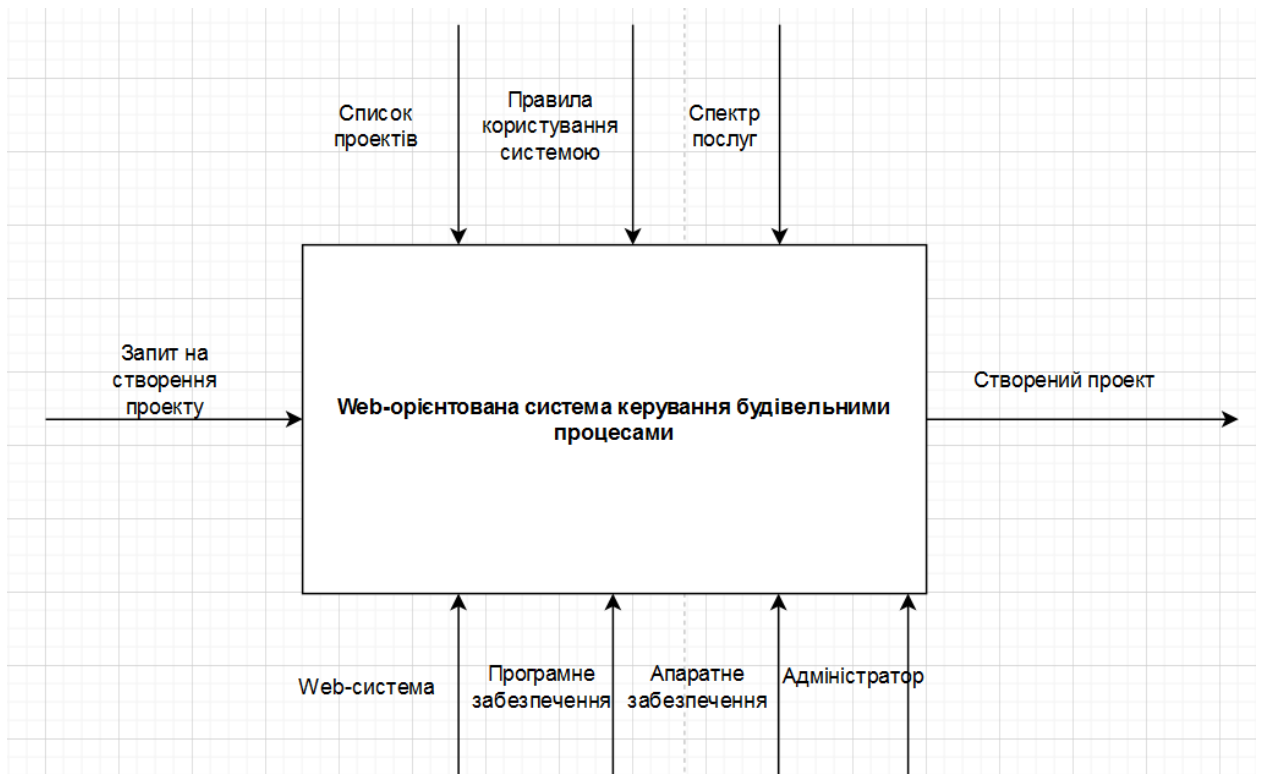 Список
проектів
Правила
користування
системою
Спектр
послуг
Запит на
створення
проекту
Web-орієнтована система керування будівельними
процесами
Створений проект
Web-система
Програмне
забезпечення
Апаратне
забезпечення
Адміністратор